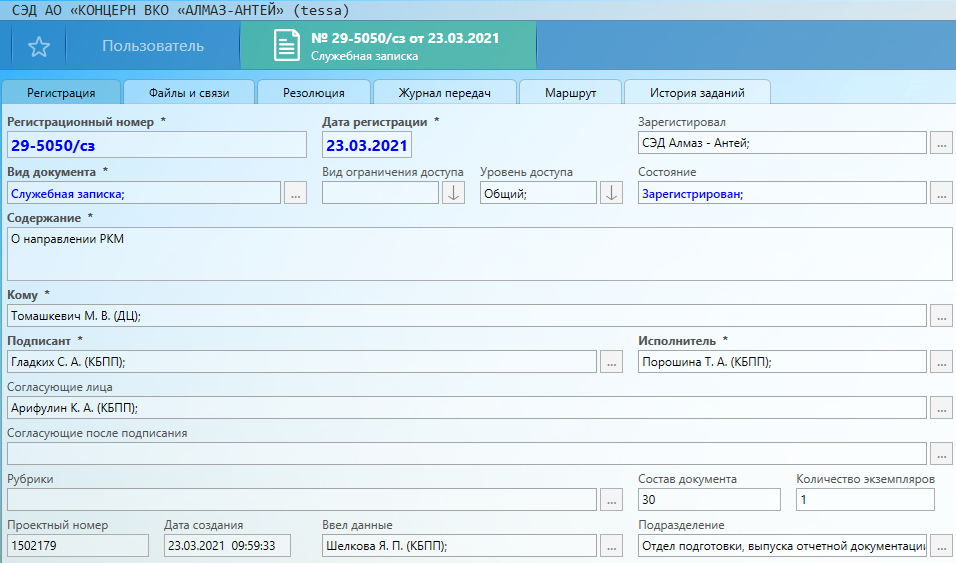 СЭД АО «КОНЦЕРН ВКО «АЛМАЗ-АНТЕЙ» (tessa)
Пользователь
№ 29-5050/сз от 23.03.2021
Служебная записка
Регистрация Файлы и связи Резолюция Журнал передач Маршрут История заданий
Регистрационный номер * Дата регистрации * Зарегистрировал
29-5050/сз 23.03.2021 СЭД Алмаз - Антей; ...
Вид документа * Вид ограничения доступа Уровень доступа Состояние
Служебная записка; ... Общий; Зарегистрирован; ...
Содержание *
О направлении РКМ
Кому *
Томашкевич М. В. (ДЦ); ...
Подписант * Исполнитель *
Гладких С. А. (КБПП); ... Порошина Т. А. (КБПП); ...
Согласующие лица
Арифулин К. А. (КБПП); ...
Согласующие после подписания
...
Рубрики Состав документа Количество экземпляров
... 30 1
Проектный номер Дата создания Ввел данные Подразделение
1502179 23.03.2021 09:59:33 Шелкова Я. П. (КБПП); ... Отдел подготовки, выпуска отчетной документации ...